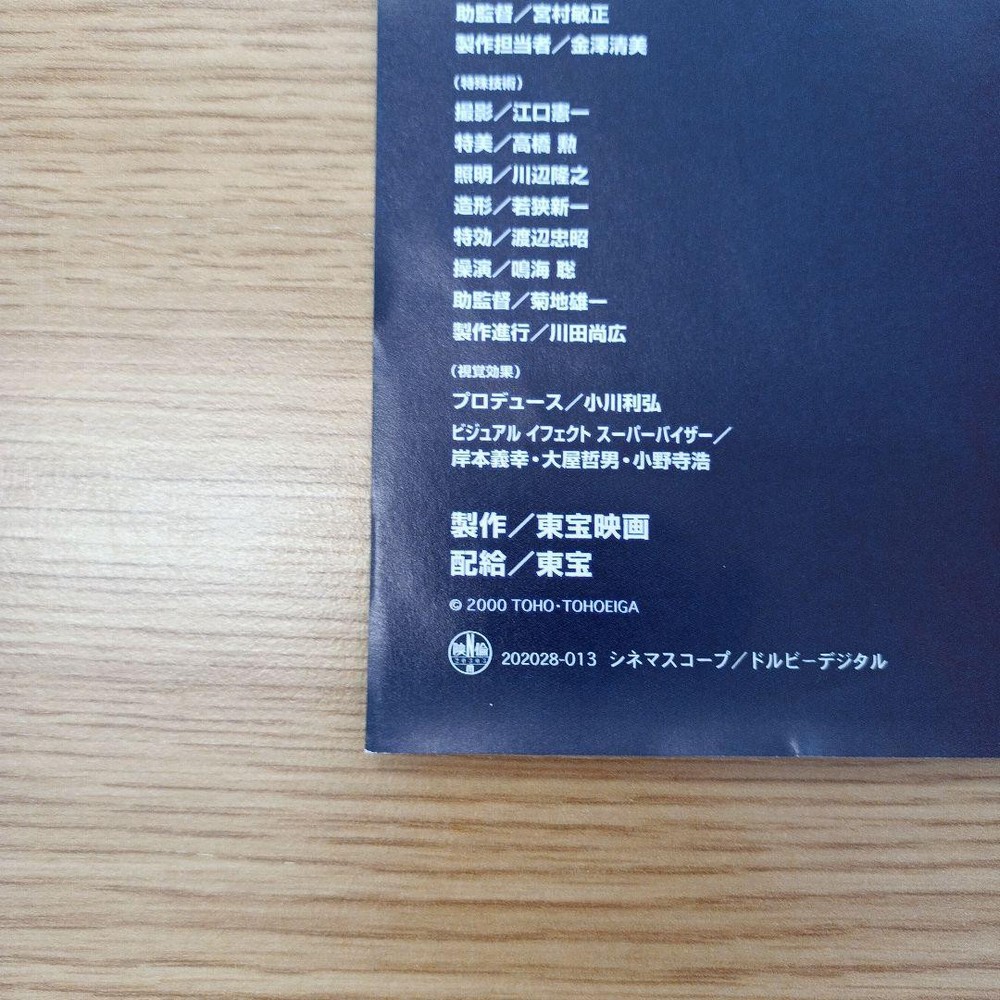 助監督／宮村敏正
製作担当者／金澤清美
（特殊技術）
撮影／江口憲一
特美／高橋 勲
照明／川辺隆之
造形／若狭新一
特効／渡辺忠昭
操演／鳴海 聡
助監督／菊地雄一
製作進行／川田尚広
（視覚効果）
プロデュース／小川利弘
ビジュアル イフェクト スーパーバイザー／
岸本義幸・大屋哲男・小野寺浩
製作／東宝映画
配給／東宝
© 2000 TOHO・TOHOEIGA
映倫 202028-013 シネマスコープ／ドルビーデジタル